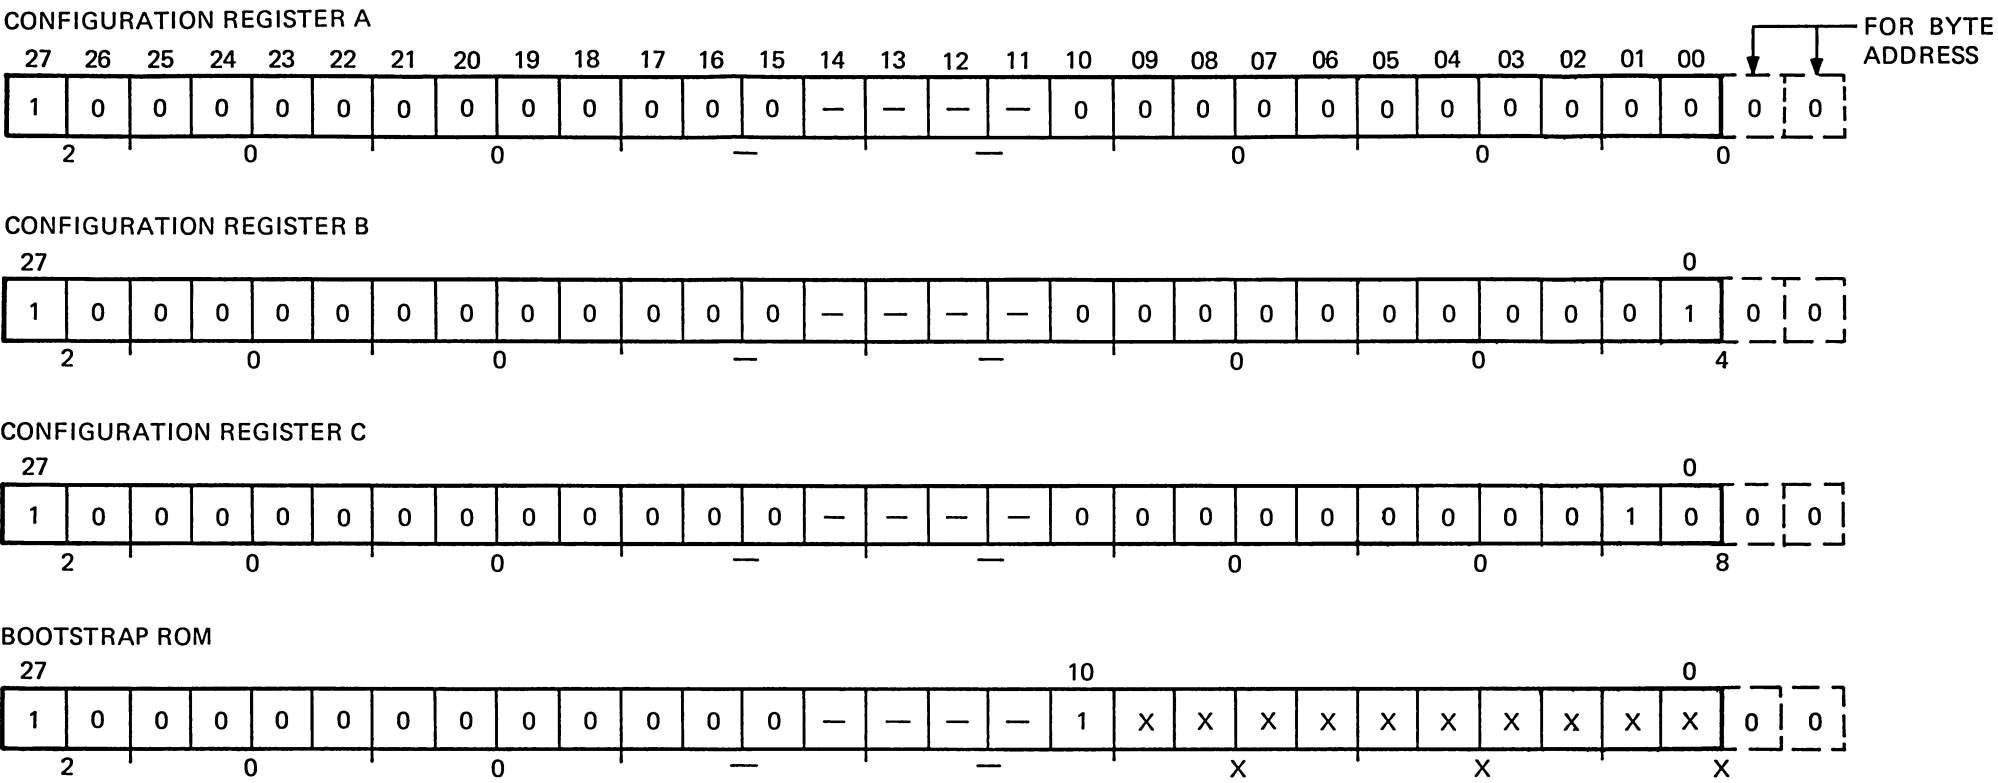 CONFIGURATION REGISTER A
FOR BYTE
ADDRESS
27 26 25 24 23 22 21 20 19 18 17 16 15 14 13 12 11 10 09 08 07 06 05 04 03 02 01 00
1 0 0 0 0 0 0 0 0 0 0 0 0 — — — — 0 0 0 0 0 0 0 0 0 0 0 0 0
2 0 0 — — 0 0 0
CONFIGURATION REGISTER B
27 0
1 0 0 0 0 0 0 0 0 0 0 0 0 — — — — 0 0 0 0 0 0 0 0 0 0 1 0 0
2 0 0 — — 0 0 4
CONFIGURATION REGISTER C
27 0
1 0 0 0 0 0 0 0 0 0 0 0 0 — — — — 0 0 0 0 0 0 0 0 0 1 0 0 0
2 0 0 — — 0 0 8
BOOTSTRAP ROM
27 10 0
1 0 0 0 0 0 0 0 0 0 0 0 0 — — — — 1 X X X X X X X X X X 0 0
2 0 0 — — X X X